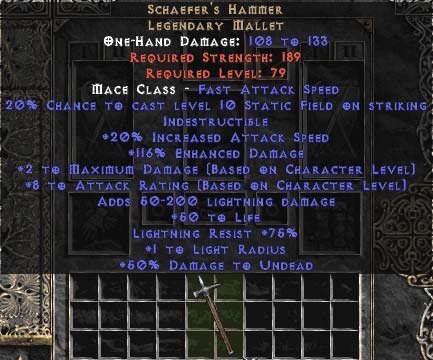 Schaefer's Hammer
Legendary Mallet
One-Hand Damage: 108 to 133
Required Strength: 189
Required Level: 79
Mace Class - Fast Attack Speed
20% Chance to cast level 10 Static Field on striking
Indestructible
+20% Increased Attack Speed
+116% Enhanced Damage
+2 to Maximum Damage (Based on Character Level)
+8 to Attack Rating (Based on Character Level)
Adds 50-200 lightning damage
+50 to Life
Lightning Resist +75%
+1 to Light Radius
+50% Damage to Undead